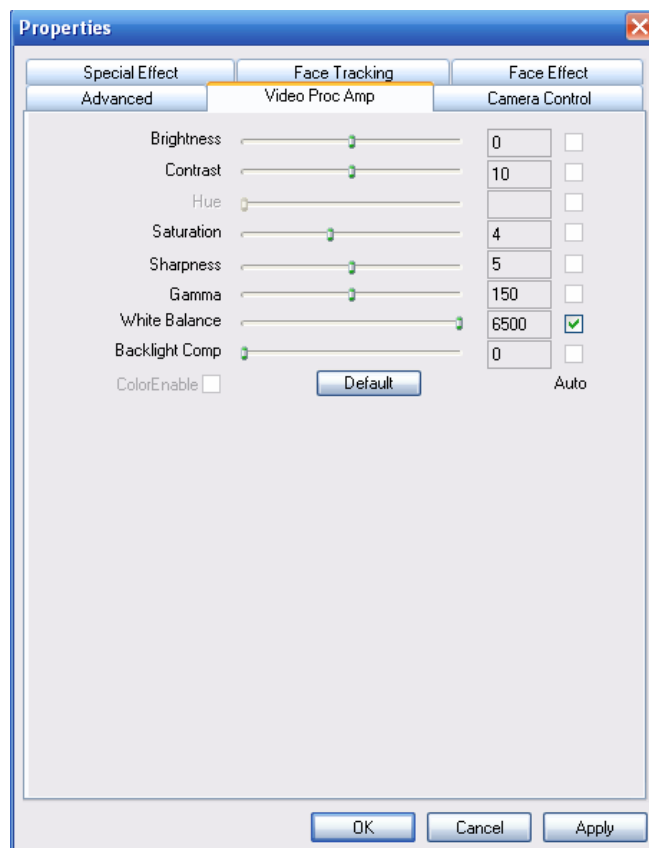 Properties
Special Effect Face Tracking Face Effect
Advanced Video Proc Amp Camera Control
Brightness 0
Contrast 10
Hue
Saturation 4
Sharpness 5
Gamma 150
White Balance 6500
Backlight Comp 0
ColorEnable Default Auto
OK Cancel Apply